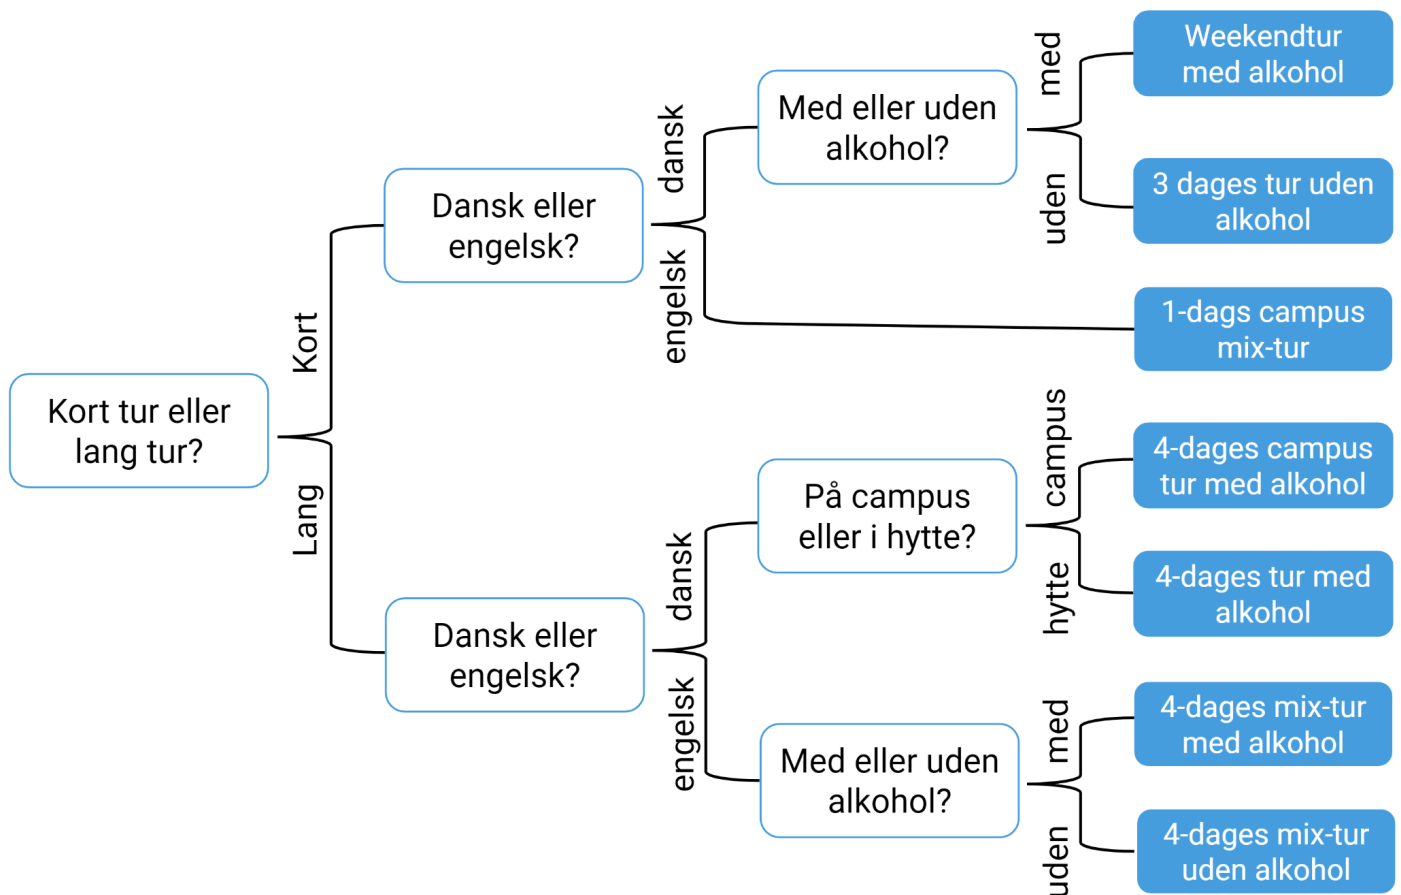 Kort tur eller
lang tur?
Kort
Lang
Dansk eller
engelsk?
dansk
engelsk
Med eller uden
alkohol?
med
uden
Weekendtur
med alkohol
3 dages tur uden
alkohol
1-dags campus
mix-tur
Dansk eller
engelsk?
dansk
engelsk
På campus
eller i hytte?
campus
hytte
4-dages campus
tur med alkohol
4-dages tur med
alkohol
Med eller uden
alkohol?
med
uden
4-dages mix-tur
med alkohol
4-dages mix-tur
uden alkohol